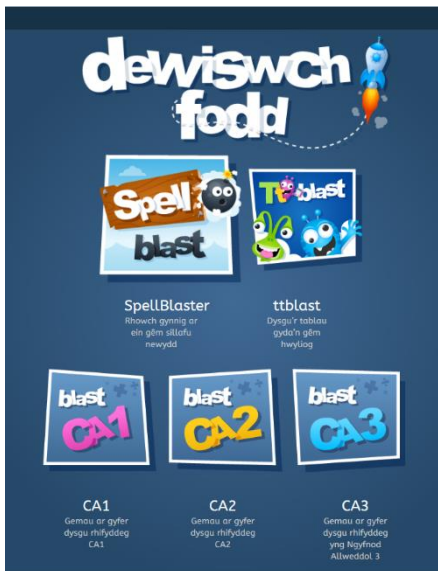 dewiswch
fodd
Spell
blast
Tt blast
SpellBlaster
Rhowch gynnig ar
ein gêm sillafu
newydd
ttblast
Dysgu'r tablau
gyda'n gêm
hwyliog
blast
CA1
blast
CA2
blast
CA3
CA1
Gemau ar gyfer
dysgu rhifyddeg
CA1
CA2
Gemau ar gyfer
dysgu rhifyddeg
CA2
CA3
Gemau ar gyfer
dysgu rhifyddeg
yng Ngyfnod
Allweddol 3